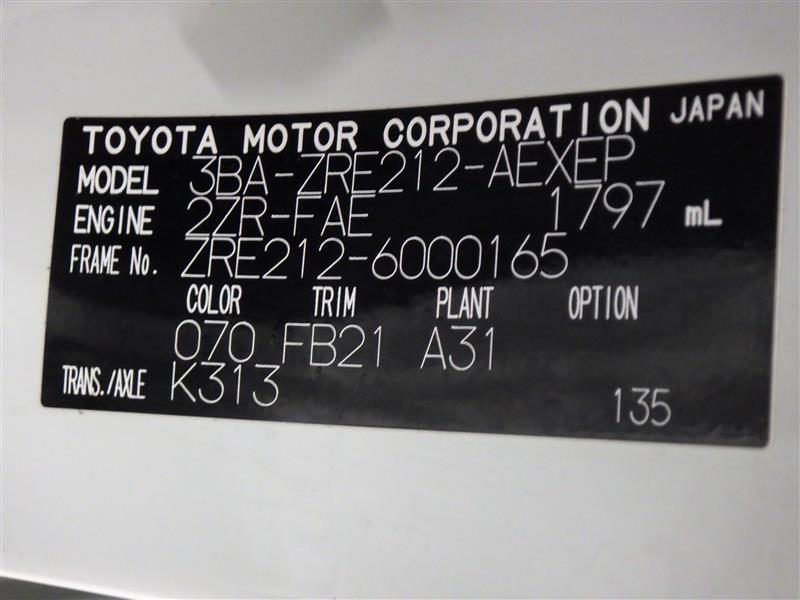 TOYOTA MOTOR CORPORATION JAPAN
MODEL 3BA-ZRE212-AEXEP
ENGINE 2ZR-FAE 1797 mL
FRAME No. ZRE212-6000165
COLOR TRIM PLANT OPTION
070 FB21 A31
TRANS./AXLE K313
135